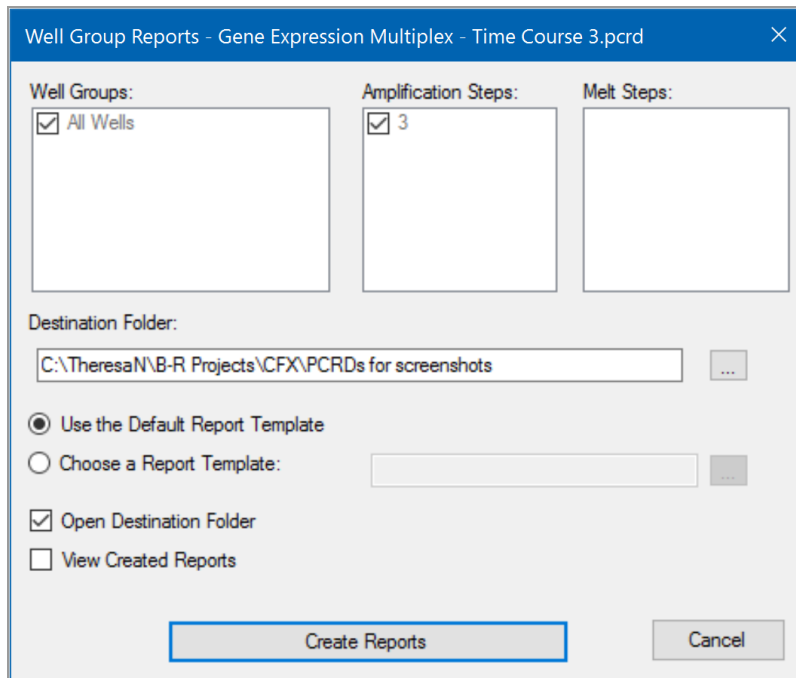 Well Group Reports - Gene Expression Multiplex - Time Course 3.pcrd
Well Groups:
Amplification Steps:
Melt Steps:
All Wells
3
Destination Folder:
C:\TheresaN\B-R Projects\CFX\PCRDs for screenshots
...
Use the Default Report Template
Choose a Report Template:
...
Open Destination Folder
View Created Reports
Create Reports
Cancel